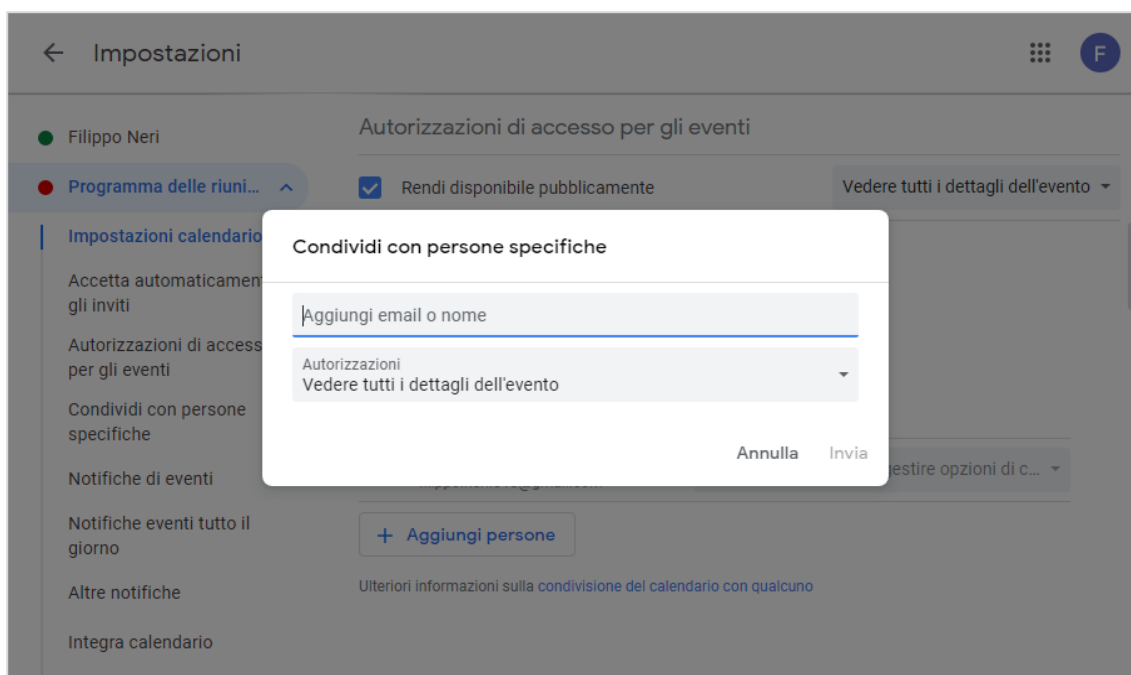 Impostazioni
F
Filippo Neri
Programma delle riuni...
Impostazioni calendario
Accetta automaticamen
gli inviti
Autorizzazioni di access
per gli eventi
Condividi con persone
specifiche
Notifiche di eventi
Notifiche eventi tutto il
giorno
Altre notifiche
Integra calendario
Autorizzazioni di accesso per gli eventi
Rendi disponibile pubblicamente
Vedere tutti i dettagli dell'evento
Condividi con persone specifiche
Aggiungi email o nome
Autorizzazioni
Vedere tutti i dettagli dell'evento
Annulla Invia
estire opzioni di c...
+ Aggiungi persone
Ulteriori informazioni sulla condivisione del calendario con qualcuno